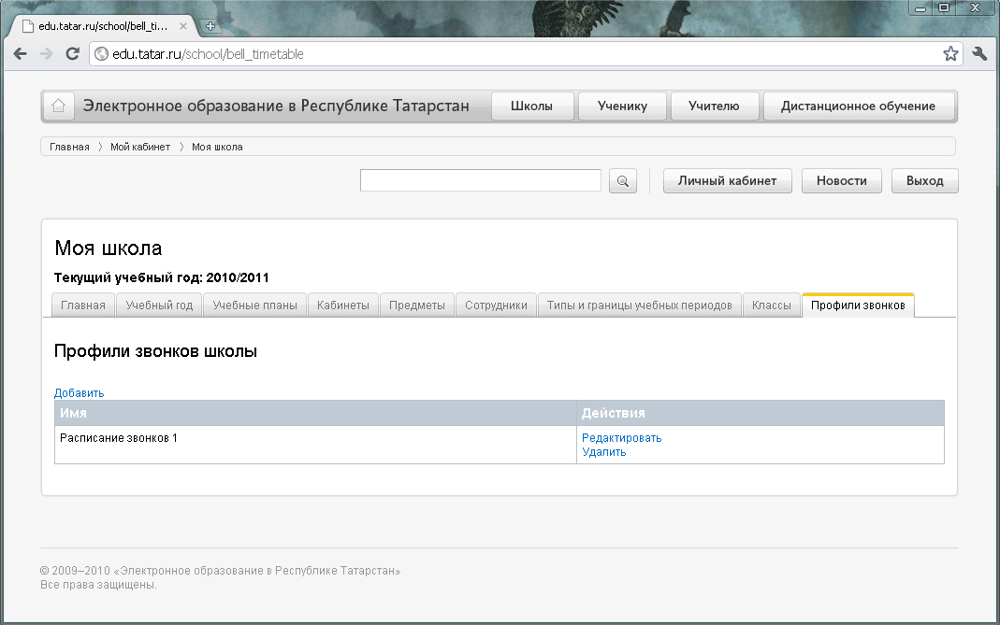 edu.tatar.ru/school/bell_ti...
edu.tatar.ru/school/bell_timetable
Электронное образование в Республике Татарстан
Школы
Ученику
Учителю
Дистанционное обучение
Главная 〉 Мой кабинет 〉 Моя школа
Личный кабинет
Новости
Выход
Моя школа
Текущий учебный год: 2010/2011
Главная
Учебный год
Учебные планы
Кабинеты
Предметы
Сотрудники
Типы и границы учебных периодов
Классы
Профили звонков
Профили звонков школы
Добавить
Имя
Действия
Расписание звонков 1
Редактировать
Удалить
© 2009–2010 «Электронное образование в Республике Татарстан»
Все права защищены.